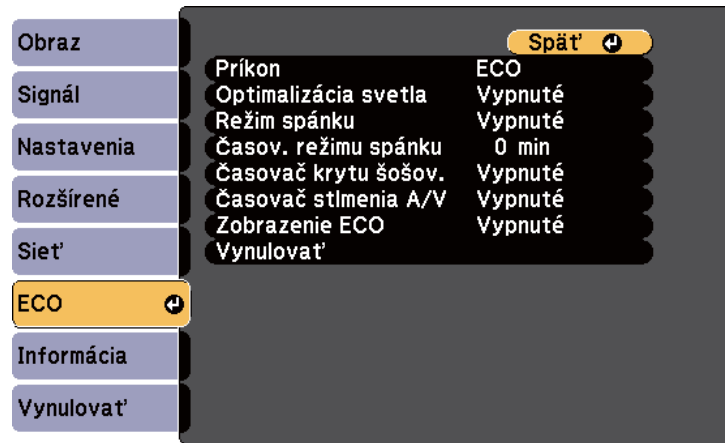 Obraz
Signál
Nastavenia
Rozšírené
Sieť
ECO
Informácia
Vynulovať
Späť
Príkon ECO
Optimalizácia svetla Vypnuté
Režim spánku Vypnuté
Časov. režimu spánku 0 min
Časovač krytu šošov. Vypnuté
Časovač stlmenia A/V Vypnuté
Zobrazenie ECO Vypnuté
Vynulovať